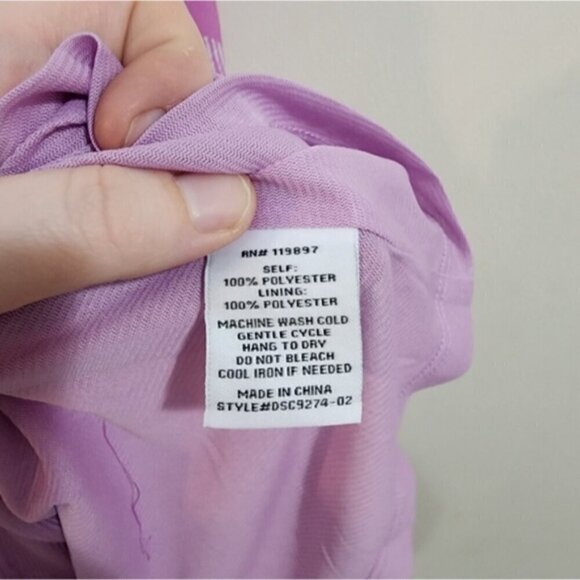 RN# 119897
SELF:
100% POLYESTER
LINING:
100% POLYESTER
MACHINE WASH COLD
GENTLE CYCLE
HANG TO DRY
DO NOT BLEACH
COOL IRON IF NEEDED
MADE IN CHINA
STYLE#DSC9274-02